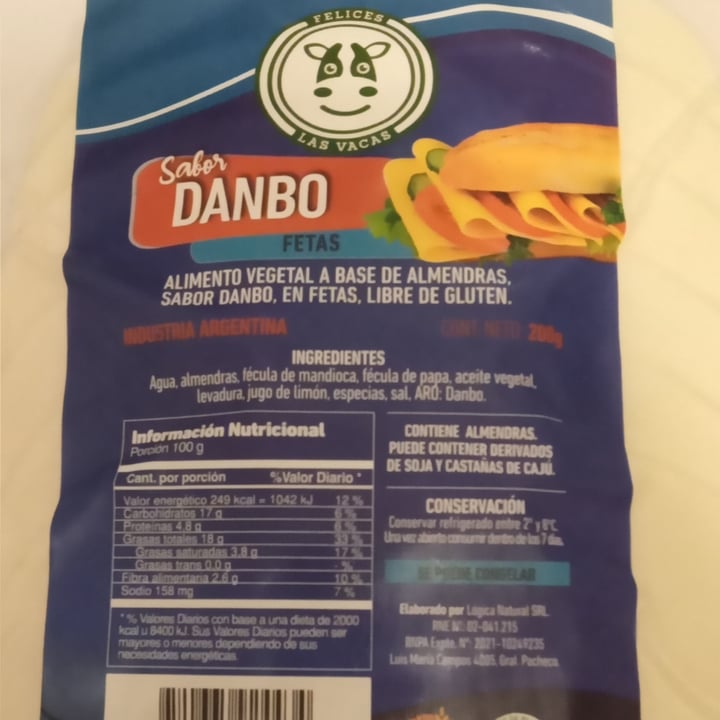 FELICES
LAS VACAS
Sabor
DANBO
FETAS
ALIMENTO VEGETAL A BASE DE ALMENDRAS,
SABOR DANBO, EN FETAS, LIBRE DE GLUTEN.
INDUSTRIA ARGENTINA
CONT. NETO: 200g
INGREDIENTES
Agua, almendras, fécula de mandioca, fécula de papa, aceite vegetal,
levadura, jugo de limón, especias, sal, ARO: Danbo.
Información Nutricional
Porción 100 g
Cant. por porción %Valor Diario *
Valor energético 249 kcal = 1042 kJ 12 %
Carbohidratos 17 g 6 %
Proteínas 4.8 g 6 %
Grasas totales 18 g 33 %
Grasas saturadas 3.8 g 17 %
Grasas trans 0.0 g - %
Fibra alimentaria 2.6 g 10 %
Sodio 158 mg 7 %
* % Valores Diarios con base a una dieta de 2000
kcal u 8400 kJ. Sus Valores Diarios pueden ser
mayores o menores dependiendo de sus
necesidades energéticas.
CONTIENE ALMENDRAS.
PUEDE CONTENER DERIVADOS
DE SOJA Y CASTAÑAS DE CAJÚ.
CONSERVACIÓN
Conservar refrigerado entre 2° y 8°C
Una vez abierto consumir dentro de los 7 días.
SE PUEDE CONGELAR
Elaborado por Lógica Natural SRL
RNE N°: 02-041.215
RNPA Expte. N°: 2021-10249235
Luis María Campos 4005, Gral. Pacheco